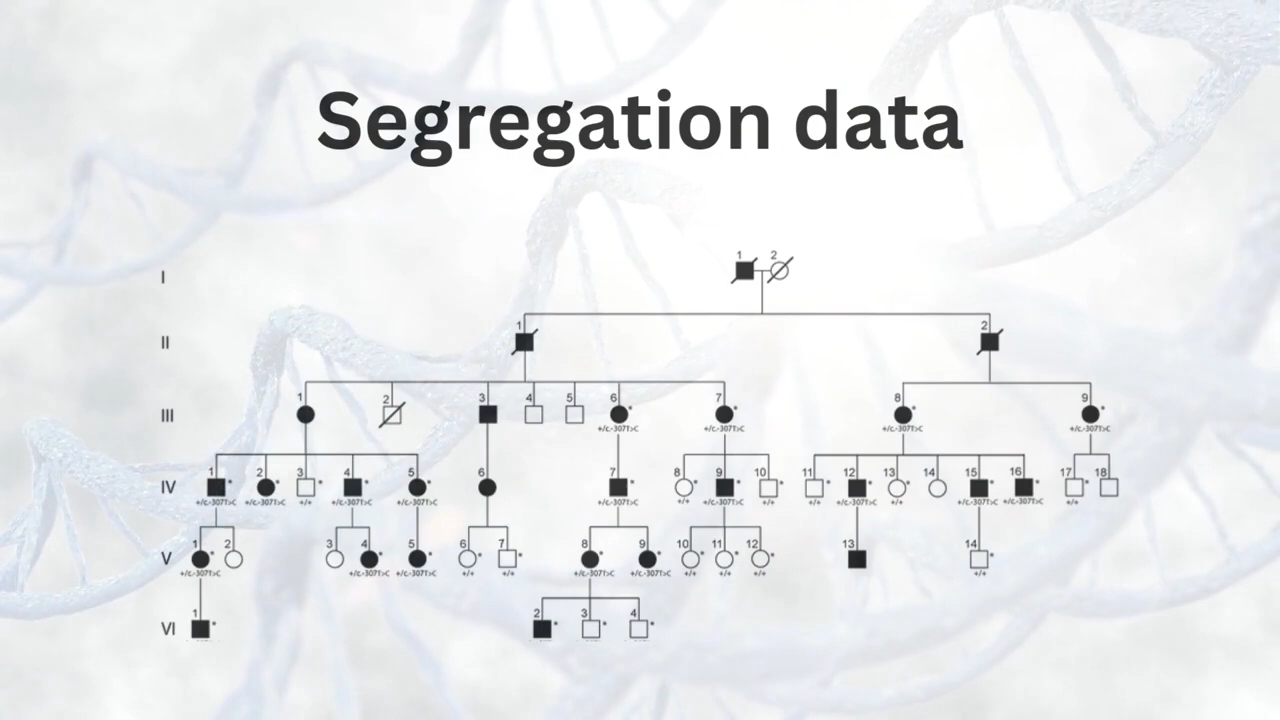 Segregation data
I
1 2
II
1 2
III
1 2 3 4 5 6 * 7 * 8 * 9 *
+/c.-307T>C +/c.-307T>C +/c.-307T>C +/c.-307T>C
IV
1 * 2 * 3 * 4 * 5 * 6 7 * 8 * 9 * 10 * 11 * 12 * 13 * 14 15 * 16 * 17 * 18
+/c.-307T>C +/c.-307T>C +/+ +/c.-307T>C +/c.-307T>C +/c.-307T>C +/+ +/c.-307T>C +/+ +/+ +/c.-307T>C +/+ +/c.-307T>C +/c.-307T>C +/+
V
1 * 2 3 4 * 5 * 6 * 7 * 8 * 9 * 10 * 11 * 12 * 13 14 *
+/c.-307T>C +/c.-307T>C +/c.-307T>C +/+ +/+ +/c.-307T>C +/c.-307T>C +/+ +/+ +/+ +/+
VI
1 * 2 * 3 * 4 *